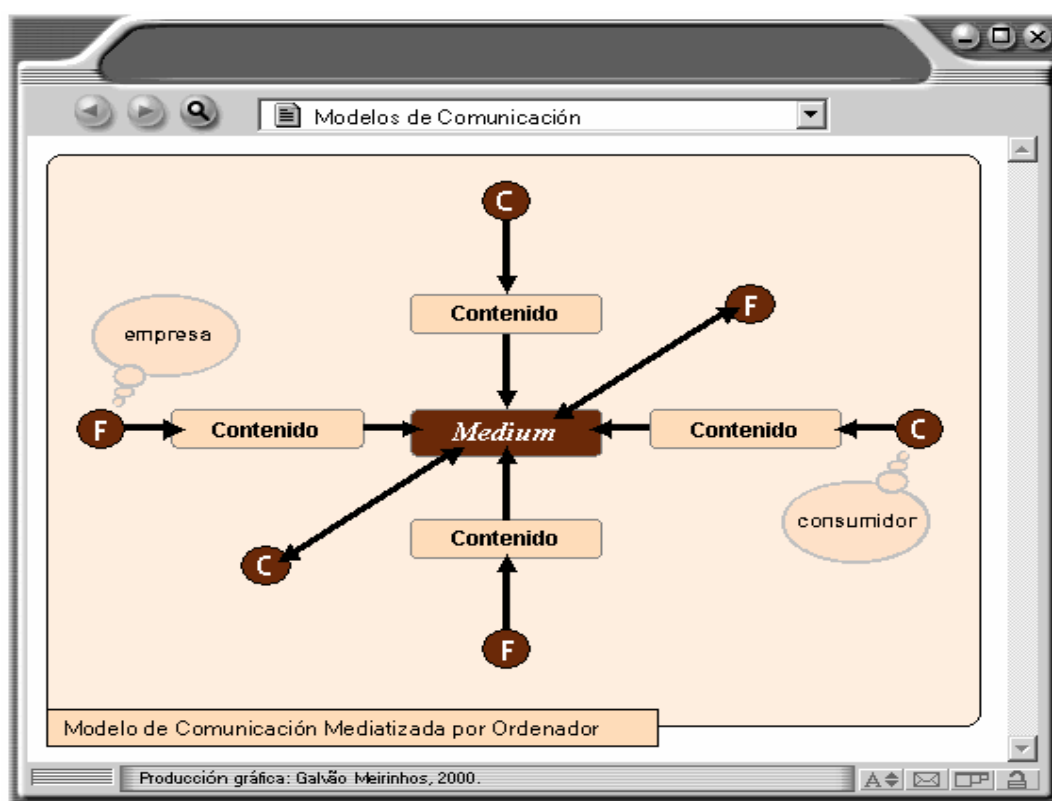 Modelos de Comunicación
C
Contenido
F
empresa
F
Contenido
Medium
Contenido
C
consumidor
Contenido
C
F
Modelo de Comunicación Mediatizada por Ordenador
Producción gráfica: Galvão Meirinhos, 2000.
A